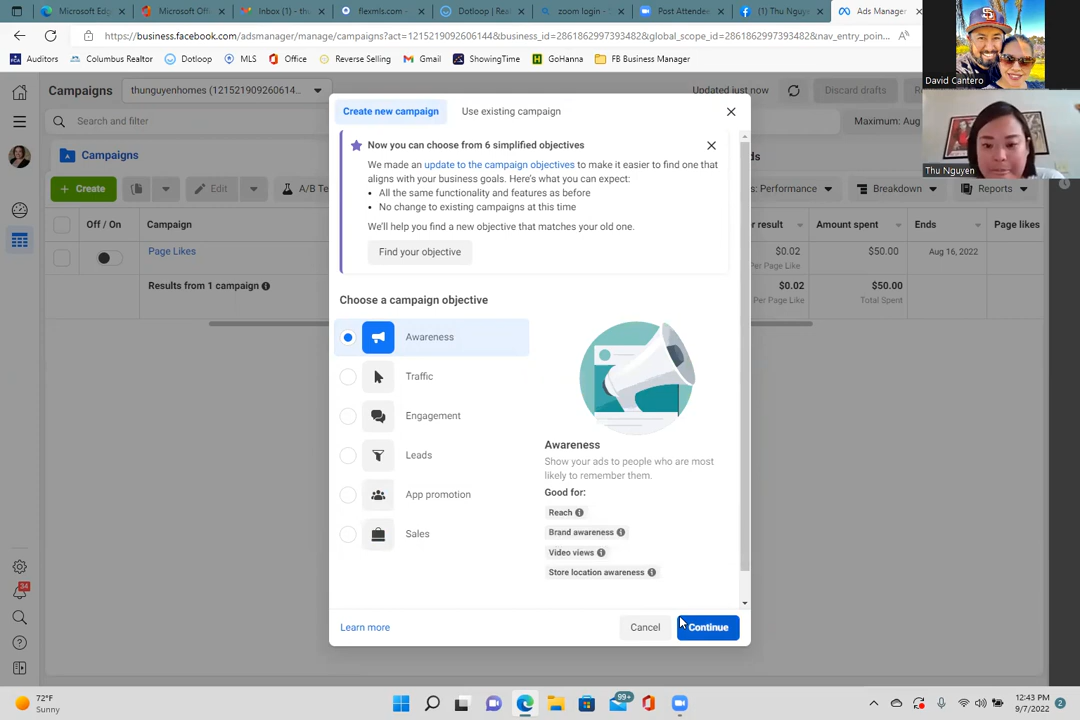 Microsoft Edg
Microsoft Off
Inbox (1) - th
flexmls.com -
Dotloop | Rea
zoom login -
Post Attende
(1) Thu Nguye
Ads Manager
https://business.facebook.com/adsmanager/manage/campaigns?act=1215219092606144&business_id=2861862997393482&global_scope_id=2861862997393482&nav_entry_poin...
Auditors
Columbus Realtor
Dotloop
MLS
Office
Reverse Selling
Gmail
ShowingTime
GoHanna
FB Business Manager
David Cantero
Thu Nguyen
Campaigns
thunguyenhomes (121521909260614...
Updated just now
Discard drafts
Search and filter
Maximum: Aug
Campaigns
ds
+ Create
Edit
A/B Te
s: Performance
Breakdown
Reports
Off / On
Campaign
r result
Amount spent
Ends
Page likes
Page Likes
$0.02
Per Page Like
$50.00
Aug 16, 2022
Results from 1 campaign
$0.02
Per Page Like
$50.00
Total Spent
Create new campaign
Use existing campaign
Now you can choose from 6 simplified objectives
We made an update to the campaign objectives to make it easier to find one that
aligns with your business goals. Here's what you can expect:
• All the same functionality and features as before
• No change to existing campaigns at this time
We'll help you find a new objective that matches your old one.
Find your objective
Choose a campaign objective
Awareness
Traffic
Engagement
Leads
App promotion
Sales
Awareness
Show your ads to people who are most
likely to remember them.
Good for:
Reach
Brand awareness
Video views
Store location awareness
Learn more
Cancel
Continue
34
72°F
Sunny
99+
12:43 PM
9/7/2022
2